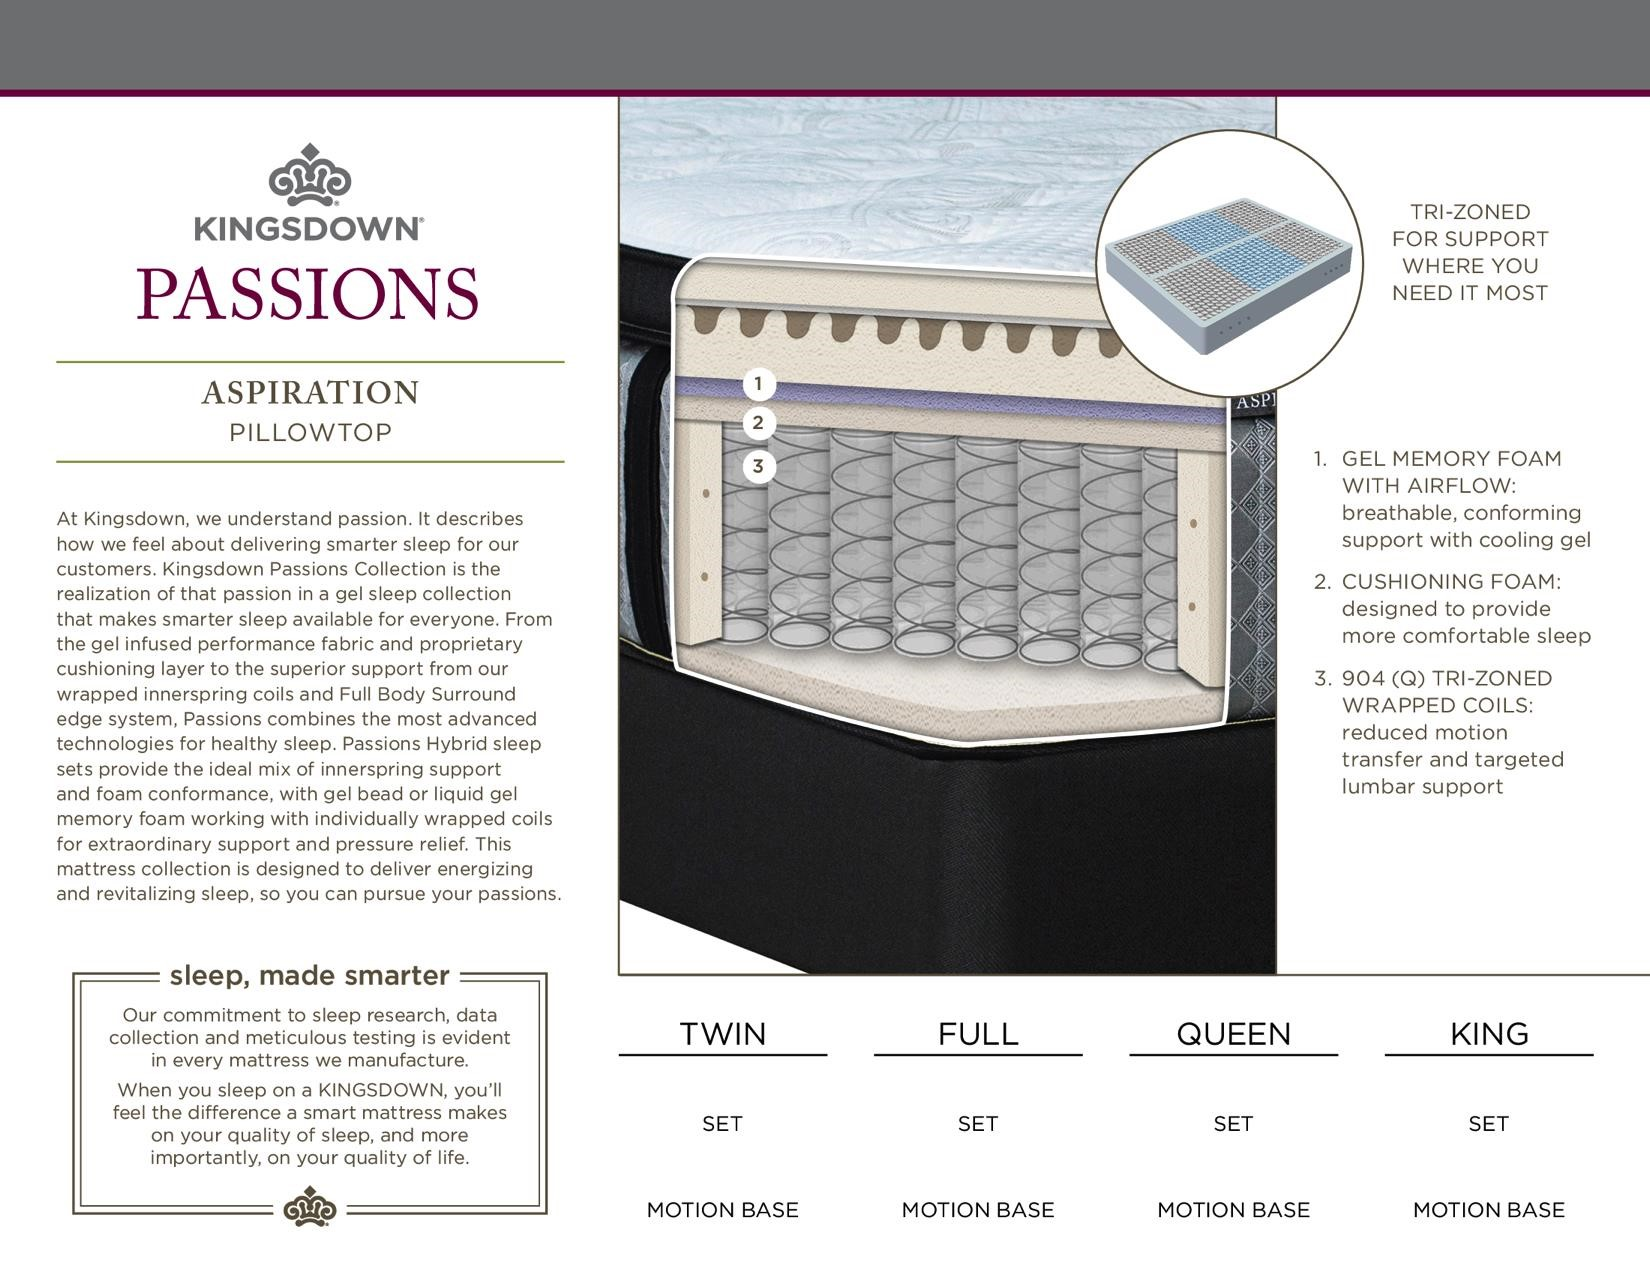 KINGSDOWN®
PASSIONS
ASPIRATION
PILLOWTOP
At Kingsdown, we understand passion. It describes
how we feel about delivering smarter sleep for our
customers. Kingsdown Passions Collection is the
realization of that passion in a gel sleep collection
that makes smarter sleep available for everyone. From
the gel infused performance fabric and proprietary
cushioning layer to the superior support from our
wrapped innerspring coils and Full Body Surround
edge system, Passions combines the most advanced
technologies for healthy sleep. Passions Hybrid sleep
sets provide the ideal mix of innerspring support
and foam conformance, with gel bead or liquid gel
memory foam working with individually wrapped coils
for extraordinary support and pressure relief. This
mattress collection is designed to deliver energizing
and revitalizing sleep, so you can pursue your passions.
sleep, made smarter
Our commitment to sleep research, data
collection and meticulous testing is evident
in every mattress we manufacture.
When you sleep on a KINGSDOWN, you’ll
feel the difference a smart mattress makes
on your quality of sleep, and more
importantly, on your quality of life.
1
2
3
ASPI
TRI-ZONED
FOR SUPPORT
WHERE YOU
NEED IT MOST
1. GEL MEMORY FOAM
WITH AIRFLOW:
breathable, conforming
support with cooling gel
2. CUSHIONING FOAM:
designed to provide
more comfortable sleep
3. 904 (Q) TRI-ZONED
WRAPPED COILS:
reduced motion
transfer and targeted
lumbar support
TWIN FULL QUEEN KING
SET SET SET SET
MOTION BASE MOTION BASE MOTION BASE MOTION BASE